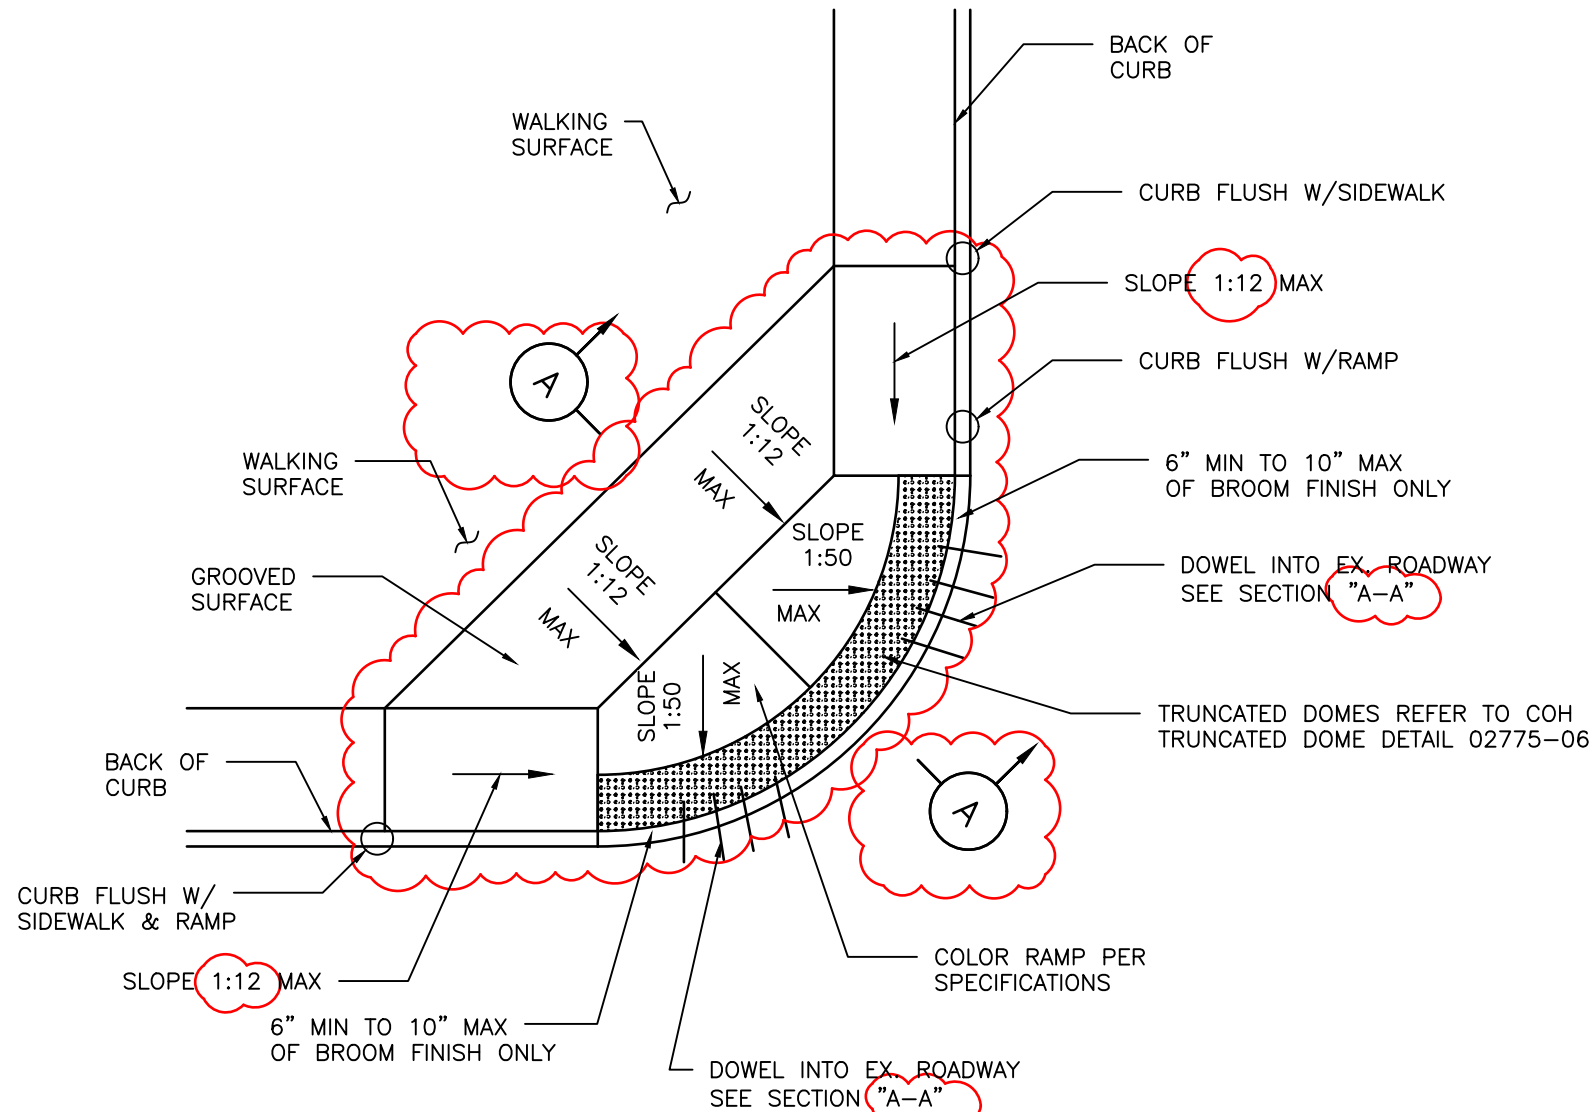 BACK OF
CURB
WALKING
SURFACE
CURB FLUSH W/SIDEWALK
SLOPE 1:12 MAX
CURB FLUSH W/RAMP
A
SLOPE
1:12
MAX
WALKING
SURFACE
6" MIN TO 10" MAX
OF BROOM FINISH ONLY
SLOPE
1:50
MAX
SLOPE
1:12
MAX
DOWEL INTO EX. ROADWAY
SEE SECTION "A-A"
GROOVED
SURFACE
SLOPE
1:50
MAX
TRUNCATED DOMES REFER TO COH
TRUNCATED DOME DETAIL 02775-06
BACK OF
CURB
A
CURB FLUSH W/
SIDEWALK & RAMP
COLOR RAMP PER
SPECIFICATIONS
SLOPE 1:12 MAX
6" MIN TO 10" MAX
OF BROOM FINISH ONLY
DOWEL INTO EX. ROADWAY
SEE SECTION "A-A"